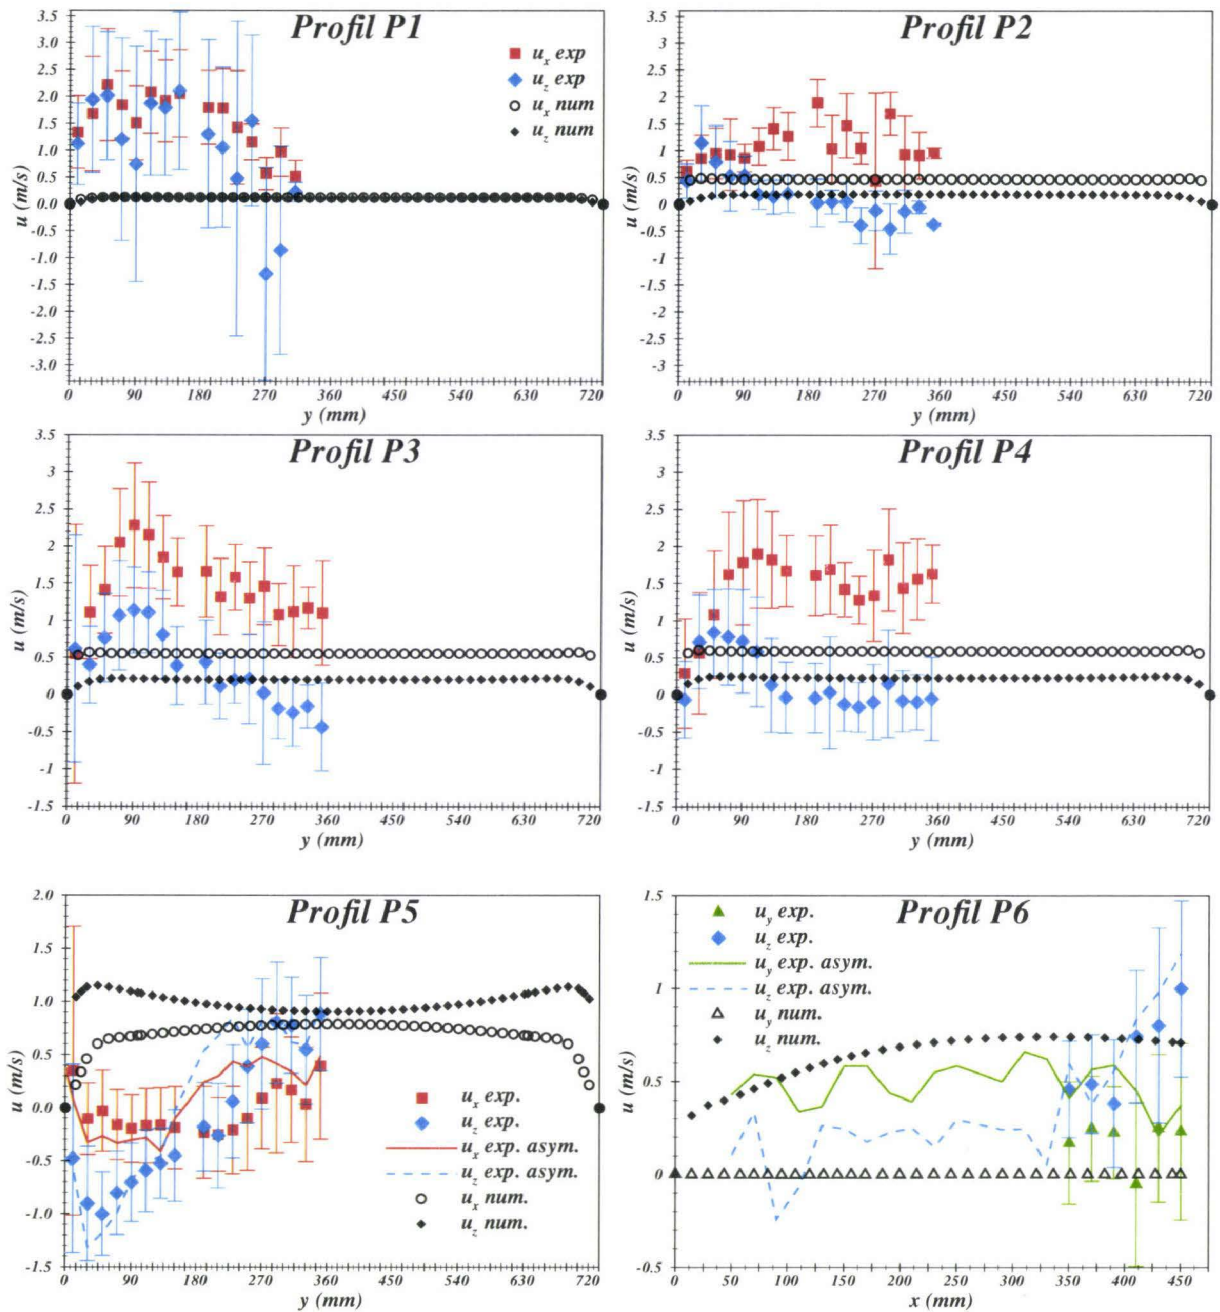 Profil P1
3.5
3.0
2.5
2.0
1.5
1.0
0.5
0.0
-0.5
-1.0
-1.5
-2.0
-2.5
-3.0
u (m/s)
u_x exp
u_z exp
u_x num
u_z num
0 90 180 270 360 450 540 630 720
y (mm)
Profil P2
3.5
3
2.5
2
1.5
1
0.5
0
-0.5
-1
-1.5
-2
-2.5
-3
u (m/s)
0 90 180 270 360 450 540 630 720
y (mm)
Profil P3
3.5
3
2.5
2
1.5
1
0.5
0
-0.5
-1
-1.5
u (m/s)
0 90 180 270 360 450 540 630 720
y (mm)
Profil P4
3.5
3
2.5
2
1.5
1
0.5
0
-0.5
-1
-1.5
u (m/s)
0 90 180 270 360 450 540 630 720
y (mm)
Profil P5
2.0
1.5
1.0
0.5
0.0
-0.5
-1.0
-1.5
u (m/s)
u_x exp.
u_z exp.
u_x exp. asym.
u_z exp. asym.
u_x num.
u_z num.
0 90 180 270 360 450 540 630 720
y (mm)
Profil P6
1.5
1
0.5
0
-0.5
u (m/s)
u_y exp.
u_z exp.
u_y exp. asym.
u_z exp. asym.
u_y num.
u_z num.
0 50 100 150 200 250 300 350 400 450
x (mm)